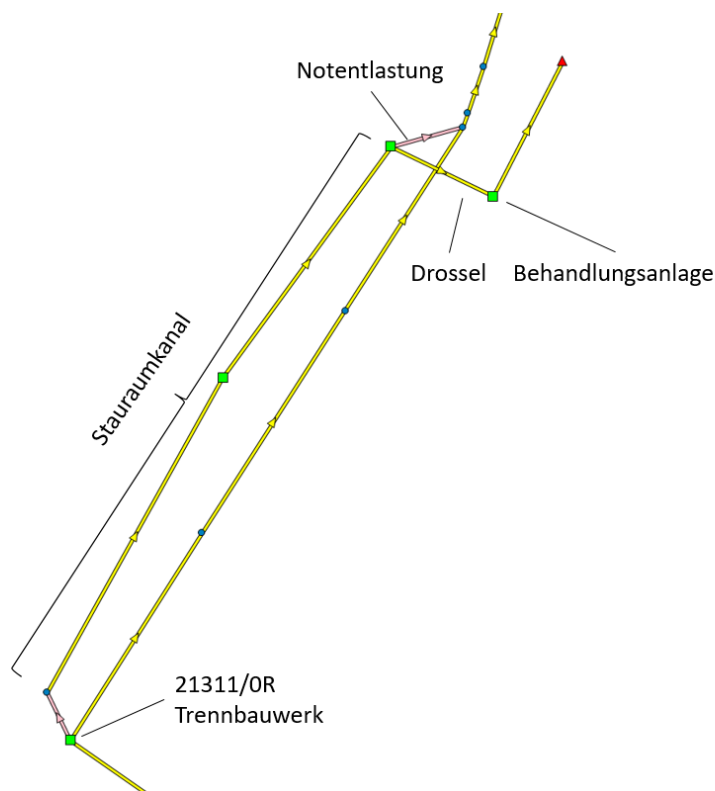 Notentlastung
Drossel
Behandlungsanlage
Stauraumkanal
21311/0R
Trennbauwerk